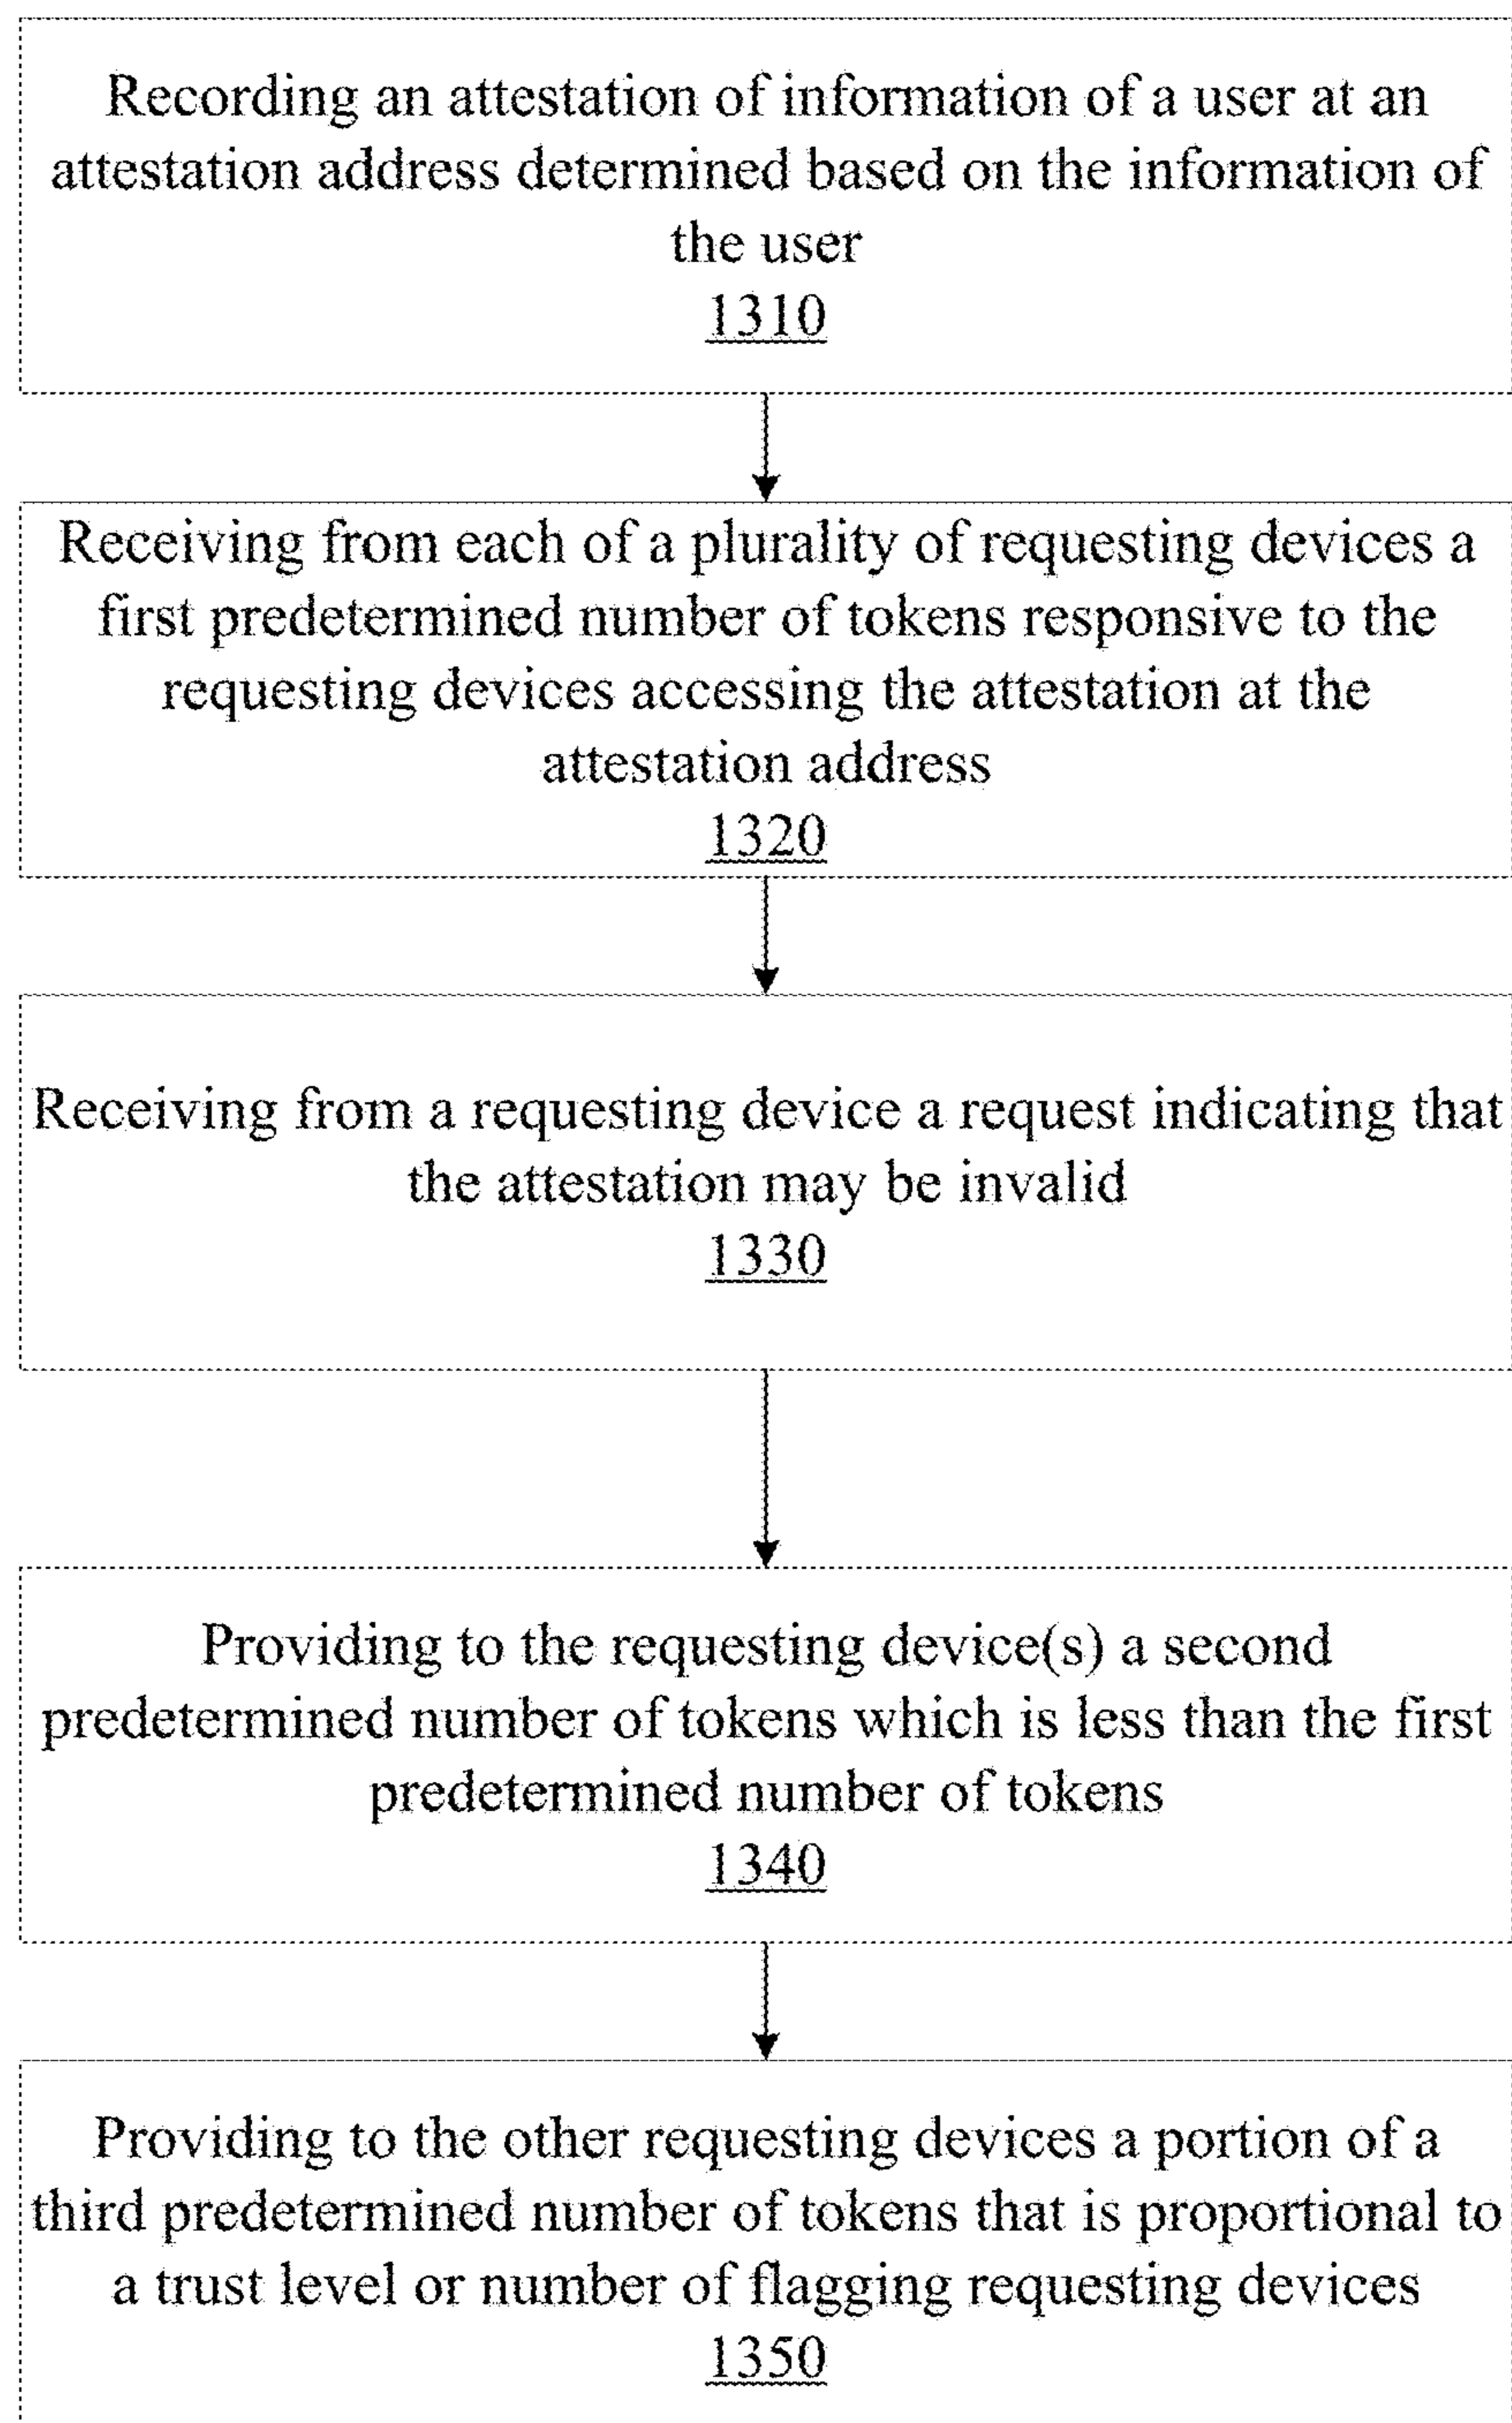 Recording an attestation of information of a user at an
attestation address determined based on the information of
the user
1310
Receiving from each of a plurality of requesting devices a
first predetermined number of tokens responsive to the
requesting devices accessing the attestation at the
attestation address
1320
Receiving from a requesting device a request indicating that
the attestation may be invalid
1330
Providing to the requesting device(s) a second
predetermined number of tokens which is less than the first
predetermined number of tokens
1340
Providing to the other requesting devices a portion of a
third predetermined number of tokens that is proportional to
a trust level or number of flagging requesting devices
1350